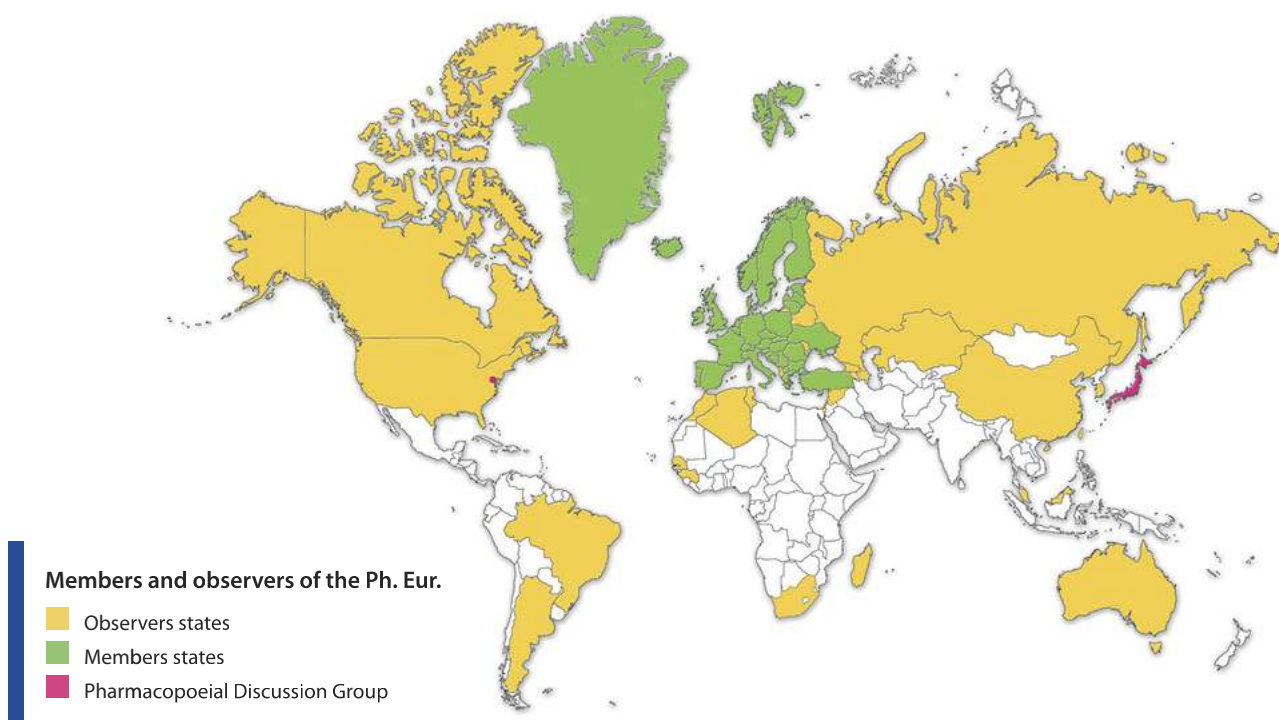 Members and observers of the Ph. Eur.
Observers states
Members states
Pharmacopoeial Discussion Group